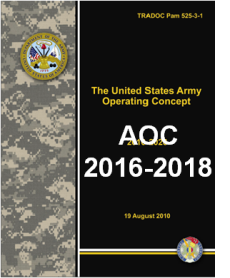 TRADOC Pam 525-3-1
The United States Army
Operating Concept
AOC
2016-2018
19 August 2010